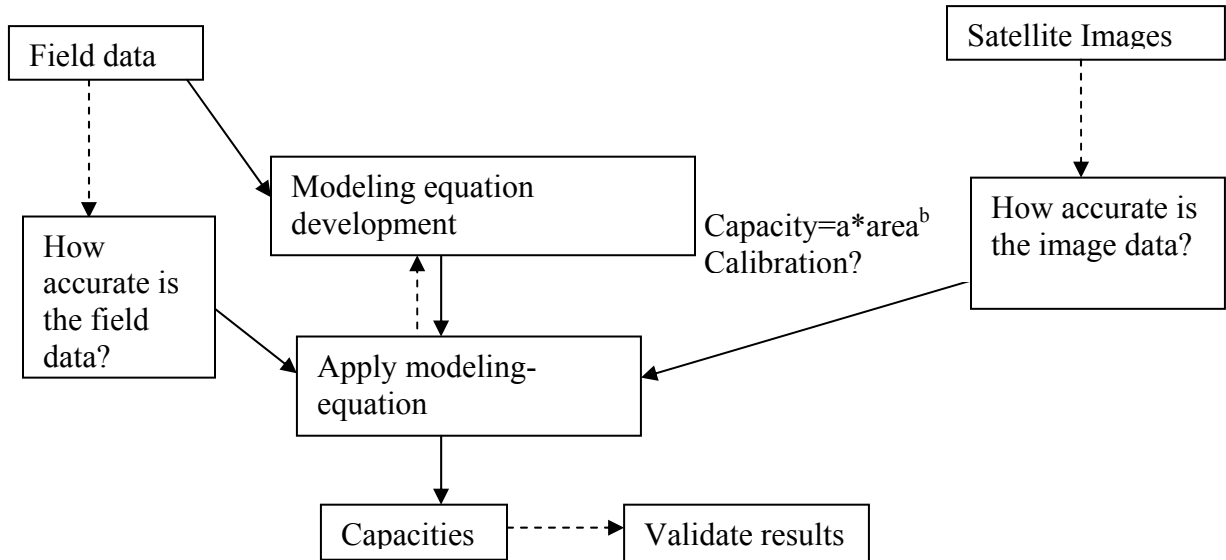 Field data
Satellite Images
Modeling equation
development
How
accurate is
the field
data?
Capacity=a*area^b
Calibration?
How accurate is
the image data?
Apply modeling-
equation
Capacities
Validate results